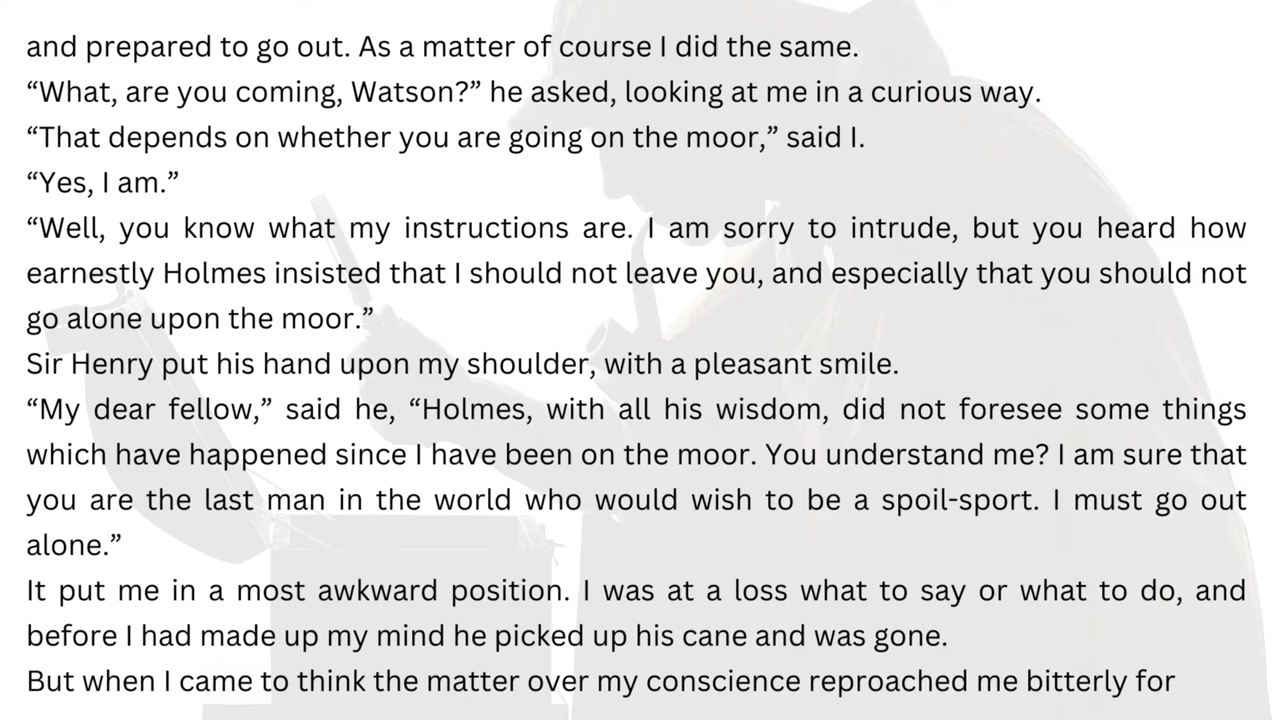 and prepared to go out. As a matter of course I did the same.
“What, are you coming, Watson?” he asked, looking at me in a curious way.
“That depends on whether you are going on the moor,” said I.
“Yes, I am.”
“Well, you know what my instructions are. I am sorry to intrude, but you heard how
earnestly Holmes insisted that I should not leave you, and especially that you should not
go alone upon the moor.”
Sir Henry put his hand upon my shoulder, with a pleasant smile.
“My dear fellow,” said he, “Holmes, with all his wisdom, did not foresee some things
which have happened since I have been on the moor. You understand me? I am sure that
you are the last man in the world who would wish to be a spoil-sport. I must go out
alone.”
It put me in a most awkward position. I was at a loss what to say or what to do, and
before I had made up my mind he picked up his cane and was gone.
But when I came to think the matter over my conscience reproached me bitterly for